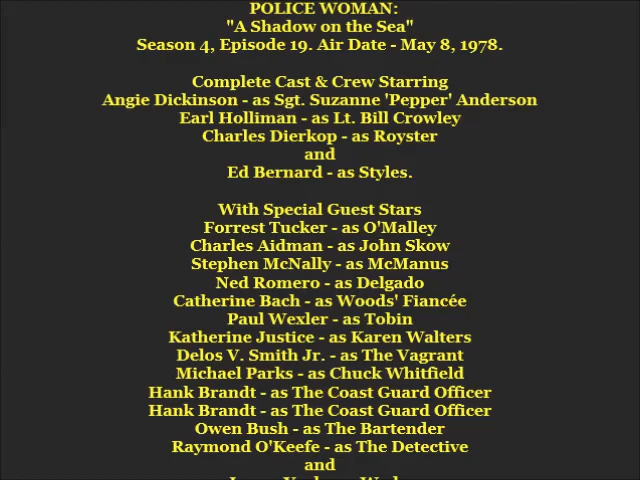 POLICE WOMAN:
"A Shadow on the Sea"
Season 4, Episode 19. Air Date - May 8, 1978.
Complete Cast & Crew Starring
Angie Dickinson - as Sgt. Suzanne 'Pepper' Anderson
Earl Holliman - as Lt. Bill Crowley
Charles Dierkop - as Royster
and
Ed Bernard - as Styles.
With Special Guest Stars
Forrest Tucker - as O'Malley
Charles Aidman - as John Skow
Stephen McNally - as McManus
Ned Romero - as Delgado
Catherine Bach - as Woods' Fiancée
Paul Wexler - as Tobin
Katherine Justice - as Karen Walters
Delos V. Smith Jr. - as The Vagrant
Michael Parks - as Chuck Whitfield
Hank Brandt - as The Coast Guard Officer
Hank Brandt - as The Coast Guard Officer
Owen Bush - as The Bartender
Raymond O'Keefe - as The Detective
and